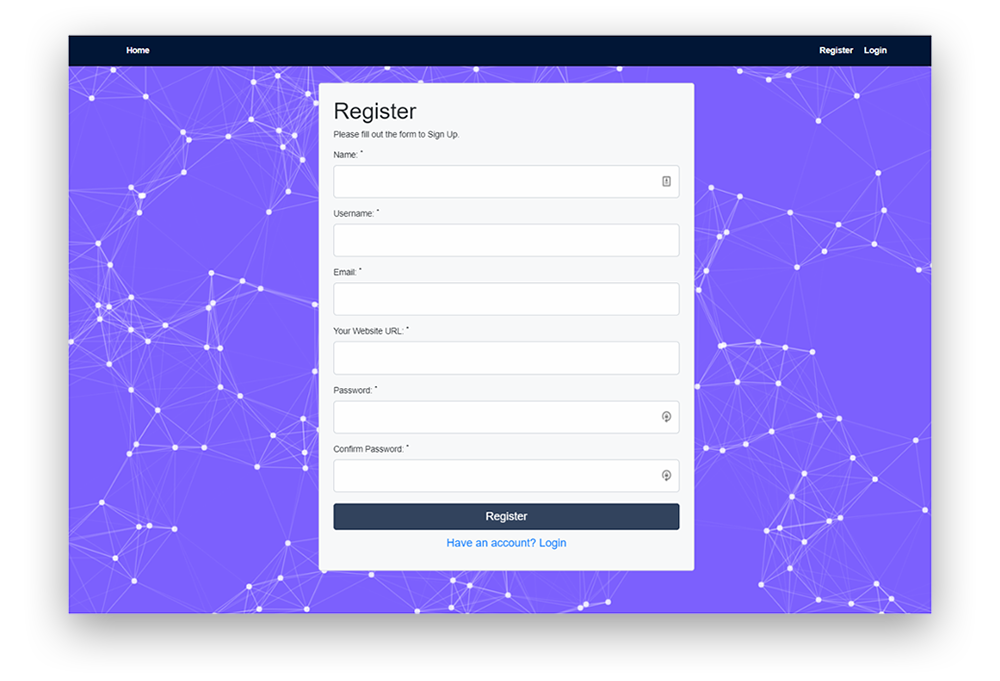 Home
Register Login
Register
Please fill out the form to Sign Up.
Name: *
Username: *
Email: *
Your Website URL: *
Password: *
Confirm Password: *
Register
Have an account? Login